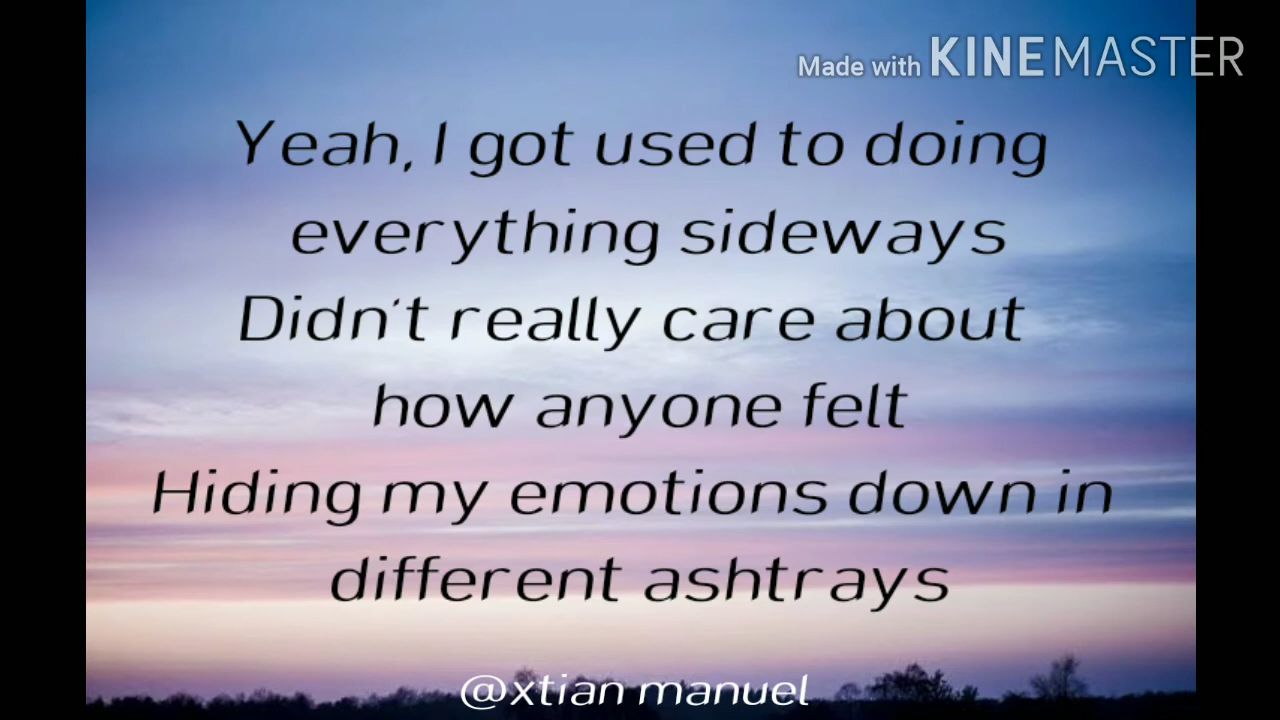 Made with KINEMASTER
Yeah, I got used to doing
everything sideways
Didn't really care about
how anyone felt
Hiding my emotions down in
different ashtrays
@xtian manuel